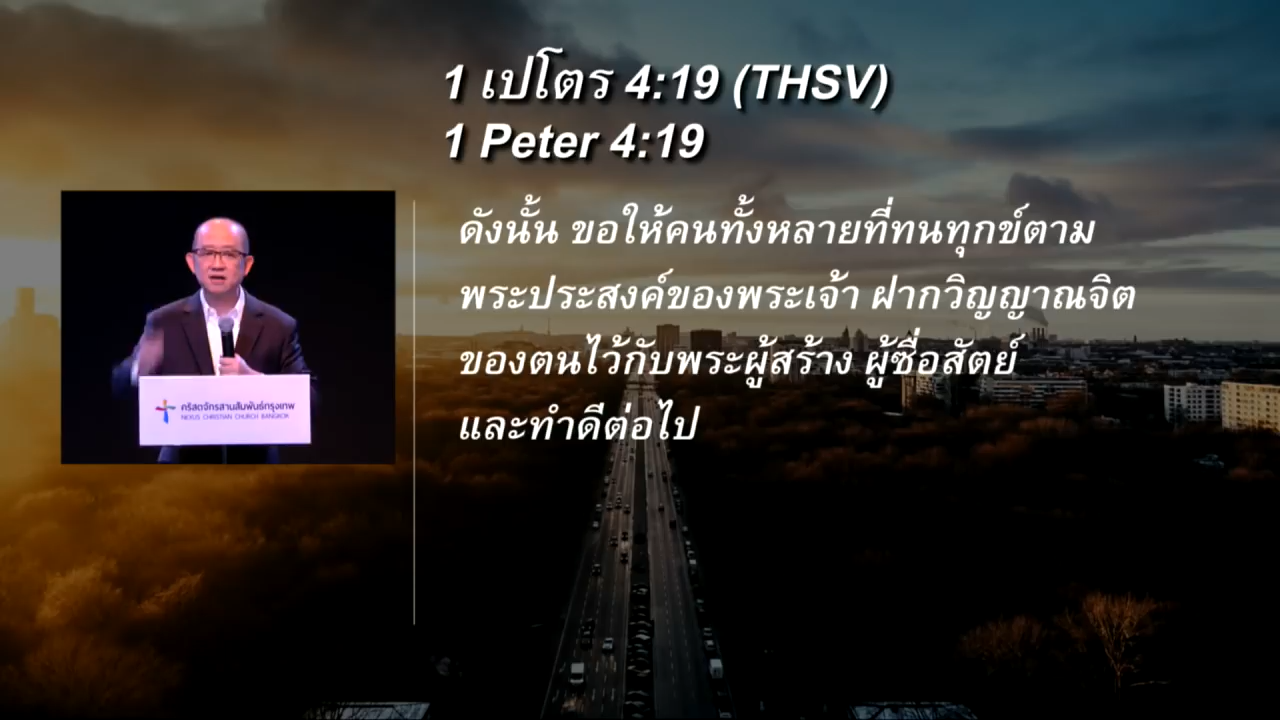 1 เปโตร 4:19 (THSV)
1 Peter 4:19
ดังนั้น ขอให้คนทั้งหลายที่ทนทุกข์ตาม
พระประสงค์ของพระเจ้า ฝากวิญญาณจิต
ของตนไว้กับพระผู้สร้าง ผู้ซื่อสัตย์
และทำดีต่อไป
คริสตจักรสานสัมพันธ์กรุงเทพ
NEXUS CHRISTIAN CHURCH BANGKOK